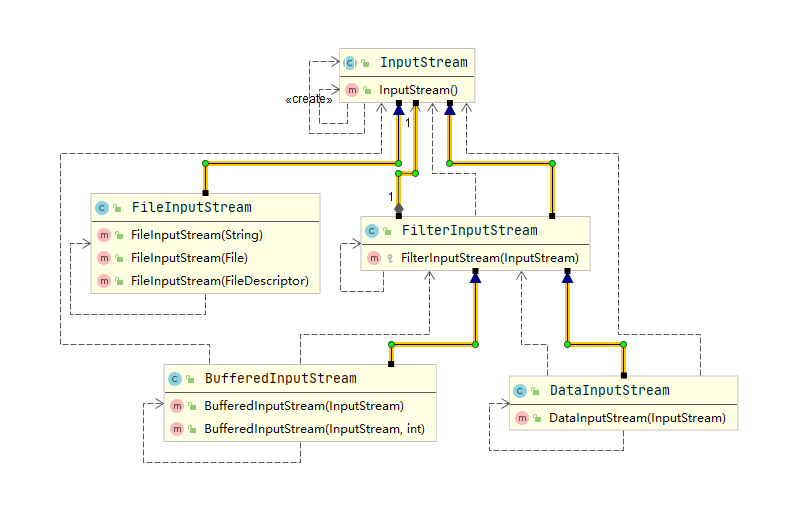 InputStream
InputStream()
«create»
1
1
FileInputStream
FileInputStream(String)
FileInputStream(File)
FileInputStream(FileDescriptor)
FilterInputStream
FilterInputStream(InputStream)
BufferedInputStream
BufferedInputStream(InputStream)
BufferedInputStream(InputStream, int)
DataInputStream
DataInputStream(InputStream)